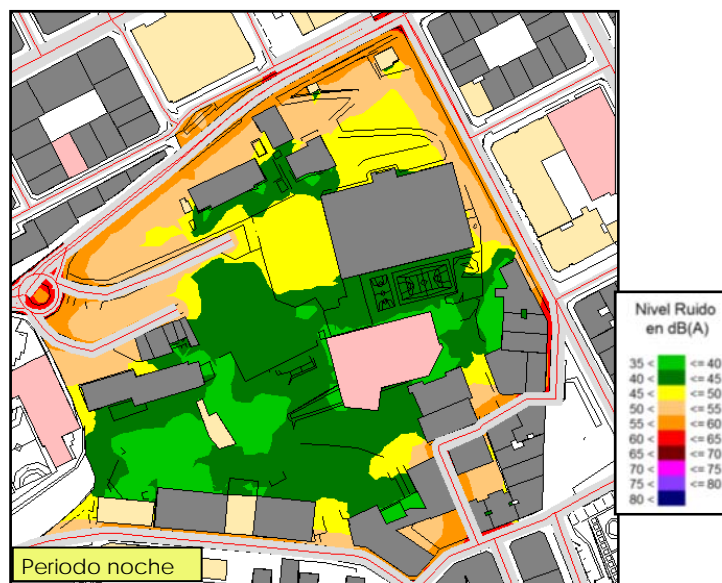 Nivel Ruido
en dB(A)
35 < <= 40
40 < <= 45
45 < <= 50
50 < <= 55
55 < <= 60
60 < <= 65
65 < <= 70
70 < <= 75
75 < <= 80
80 <
Periodo noche